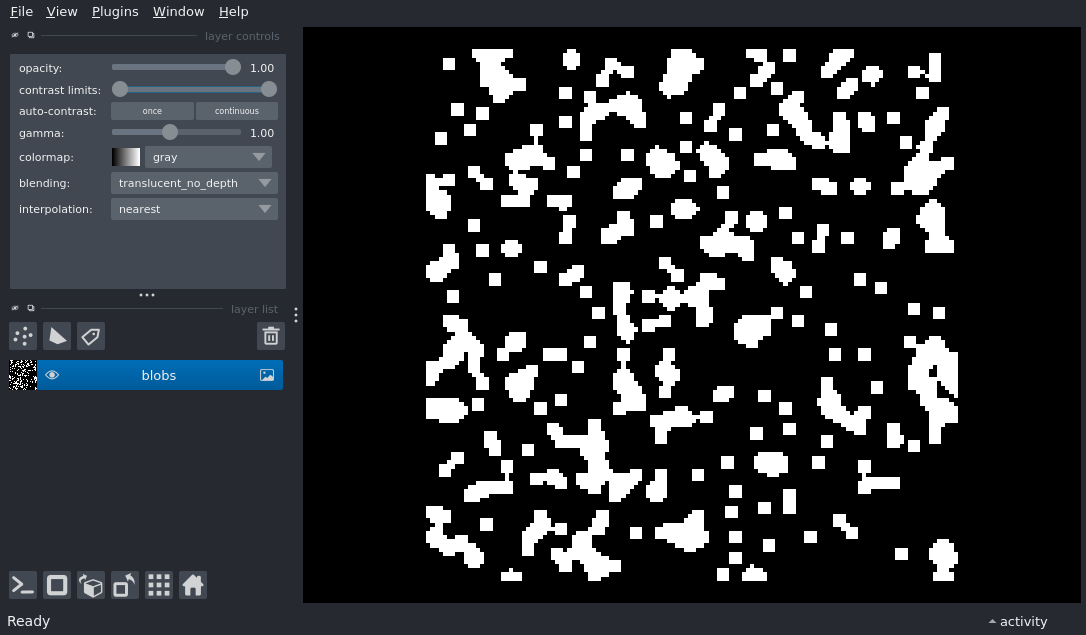 File View Plugins Window Help
layer controls
opacity: 1.00
contrast limits:
auto-contrast: once continuous
gamma: 1.00
colormap: gray
blending: translucent_no_depth
interpolation: nearest
layer list
blobs
Ready activity